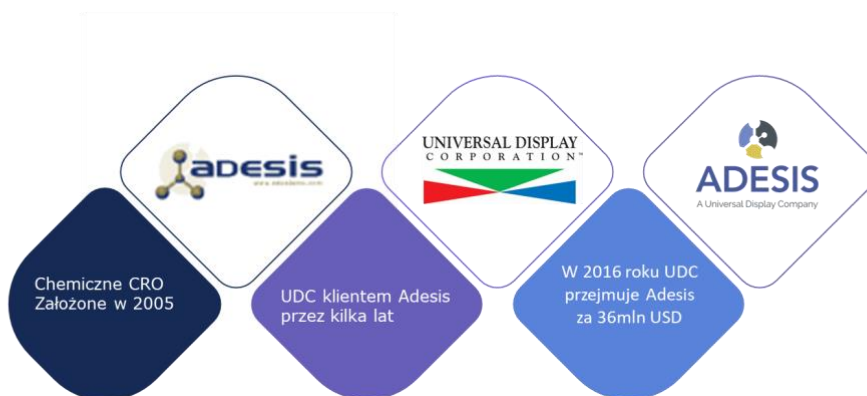 adesis
UNIVERSAL DISPLAY
CORPORATION™
ADESIS
A Universal Display Company
Chemiczne CRO
Założone w 2005
UDC klientem Adesis
przez kilka lat
W 2016 roku UDC
przejmuje Adesis
za 36mln USD